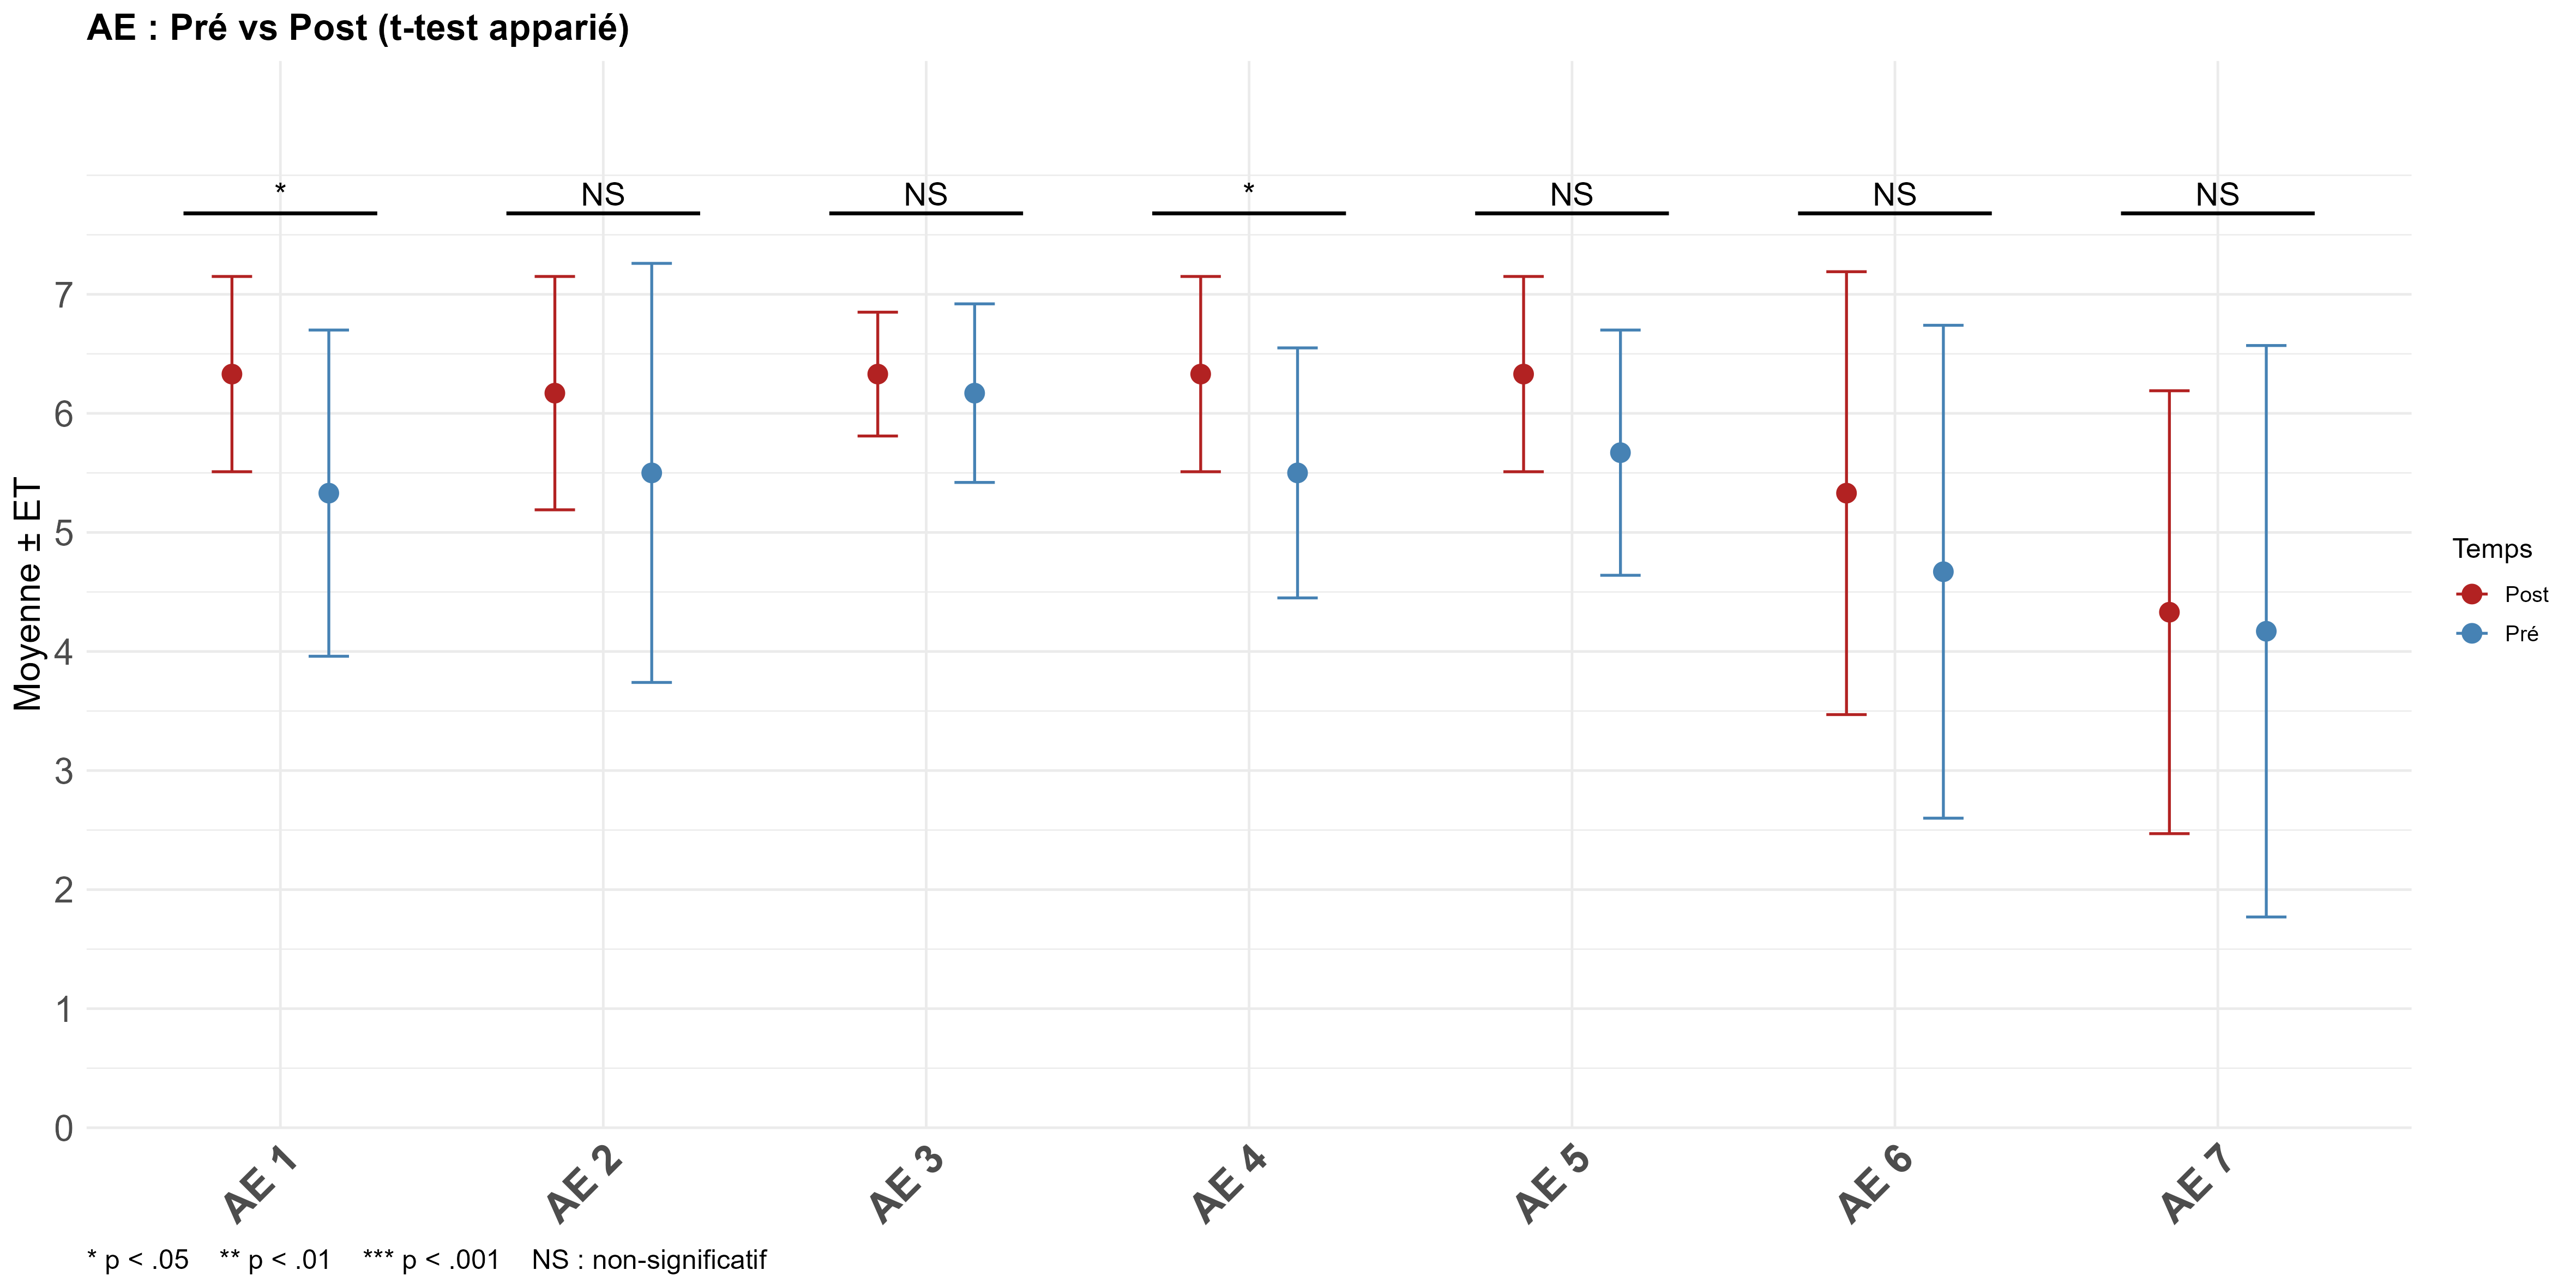 AE : Pré vs Post (t-test apparié)
* NS NS * NS NS NS
Moyenne ± ET
7
6
5
4
3
2
1
0
AE 1 AE 2 AE 3 AE 4 AE 5 AE 6 AE 7
Temps
Post
Pré
* p < .05 ** p < .01 *** p < .001 NS : non-significatif